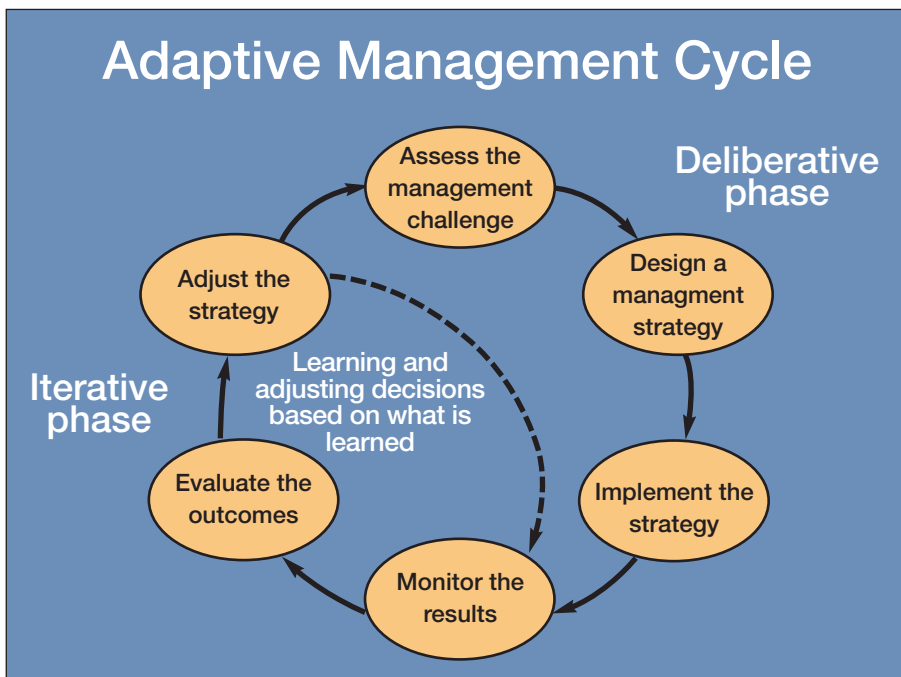 Adaptive Management Cycle
Assess the
management
challenge
Deliberative
phase
Design a
managment
strategy
Adjust the
strategy
Learning and
adjusting decisions
based on what is
learned
Iterative
phase
Implement the
strategy
Evaluate the
outcomes
Monitor the
results